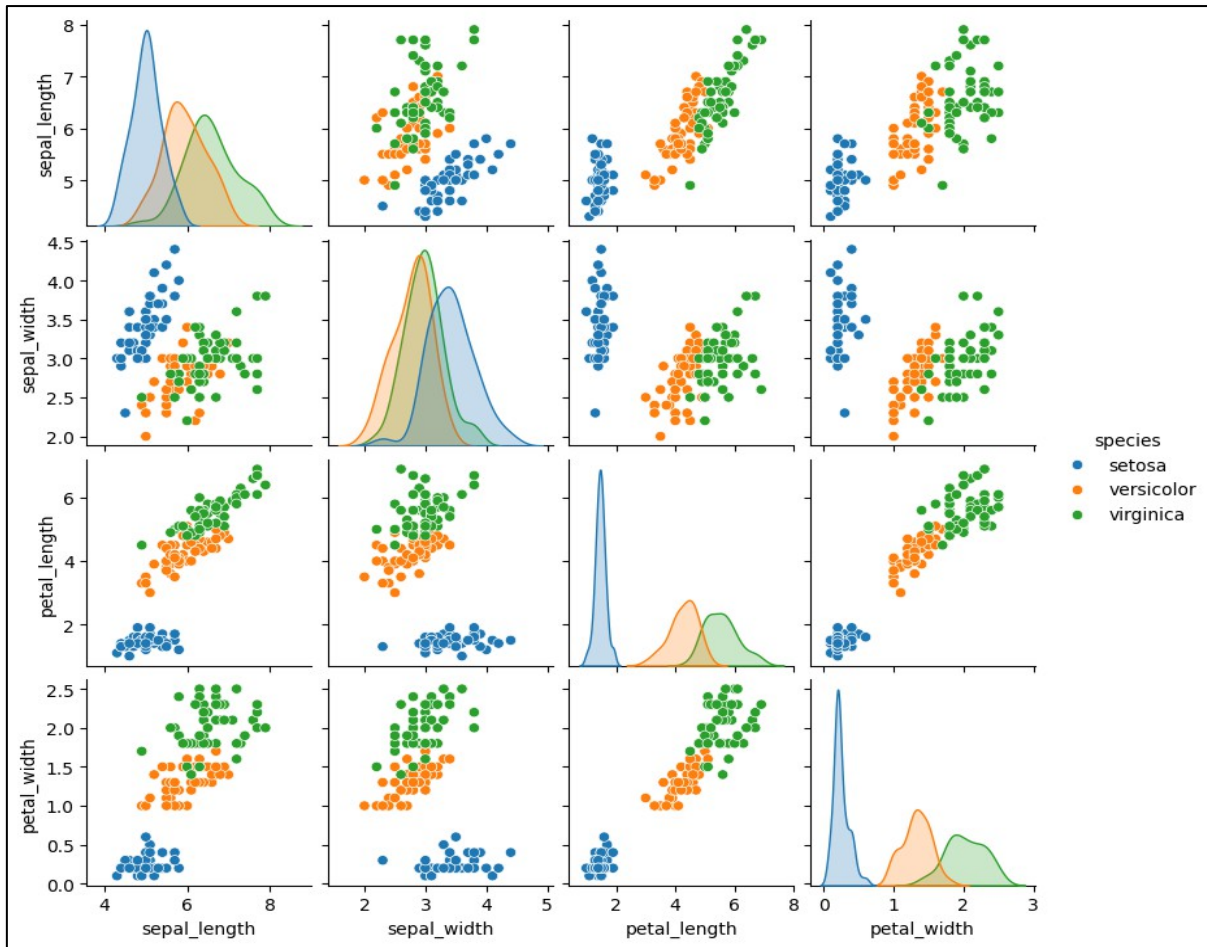 8
7
6
5
sepal_length
4.5
4.0
3.5
3.0
2.5
2.0
sepal_width
6
4
2
petal_length
2.5
2.0
1.5
1.0
0.5
0.0
petal_width
4 6 8
sepal_length
2 3 4 5
sepal_width
2 4 6 8
petal_length
0 1 2 3
petal_width
species
setosa
versicolor
virginica